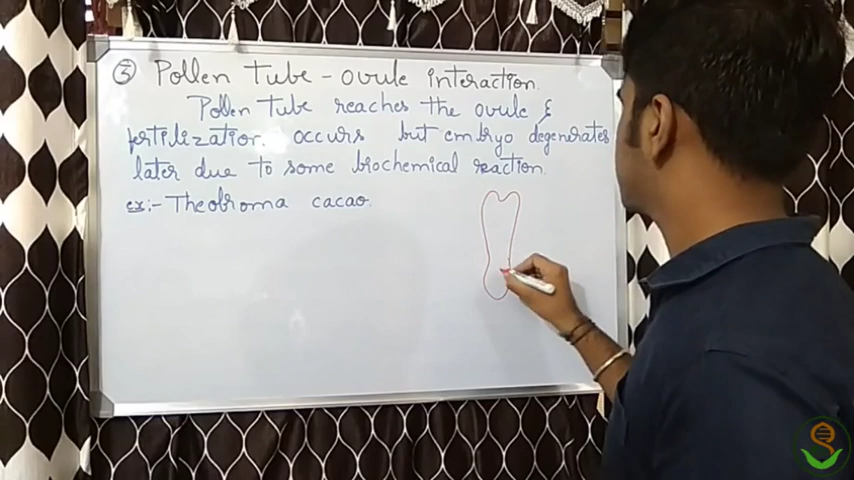 ③ Pollen Tube - ovule interaction.
Pollen Tube reaches the ovule &
fertilization occurs but embryo degenerates
later due to some biochemical reaction.
ex:- Theobroma cacao.